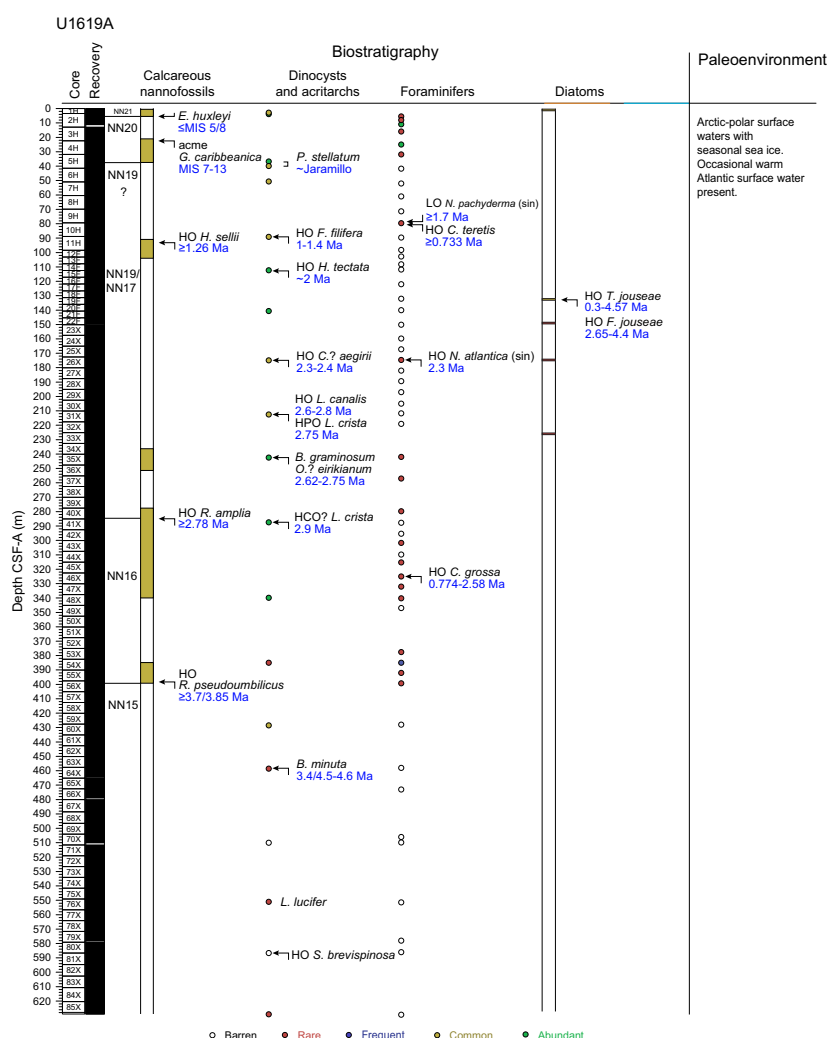 U1619A
Biostratigraphy
Paleoenvironment
Core
Recovery
Calcareous
nannofossils
Dinocysts
and acritarchs
Foraminifers
Diatoms
Depth CSF-A (m)
0
10
20
30
40
50
60
70
80
90
100
110
120
130
140
150
160
170
180
190
200
210
220
230
240
250
260
270
280
290
300
310
320
330
340
350
360
370
380
390
400
410
420
430
440
450
460
470
480
490
500
510
520
530
540
550
560
570
580
590
600
610
620
1H
2H
3H
4H
5H
6H
7H
8H
9H
10H
11H
23X
24X
25X
26X
27X
28X
29X
30X
31X
32X
33X
34X
35X
36X
37X
38X
39X
40X
41X
42X
43X
44X
45X
46X
47X
48X
49X
50X
51X
52X
53X
54X
55X
56X
57X
58X
59X
60X
61X
62X
63X
64X
65X
66X
67X
68X
69X
70X
71X
72X
73X
74X
75X
76X
77X
78X
79X
80X
81X
82X
83X
84X
85X
NN21
NN20
NN19
?
NN19/
NN17
NN16
NN15
E. huxleyi
≤MIS 5/8
acme
G. caribbeanica
MIS 7-13
HO H. sellii
≥1.26 Ma
HO R. amplia
≥2.78 Ma
HO
R. pseudoumbilicus
≥3.7/3.85 Ma
P. stellatum
~Jaramillo
HO F. filifera
1-1.4 Ma
HO H. tectata
~2 Ma
HO C.? aegirii
2.3-2.4 Ma
HO L. canalis
2.6-2.8 Ma
HPO L. crista
2.75 Ma
B. graminosum
O.? eirikianum
2.62-2.75 Ma
HCO? L. crista
2.9 Ma
B. minuta
3.4/4.5-4.6 Ma
L. lucifer
HO S. brevispinosa
LO N. pachyderma (sin)
≥1.7 Ma
HO C. teretis
≥0.733 Ma
HO N. atlantica (sin)
2.3 Ma
HO C. grossa
0.774-2.58 Ma
HO T. jouseae
0.3-4.57 Ma
HO F. jouseae
2.65-4.4 Ma
Arctic-polar surface
waters with
seasonal sea ice.
Occasional warm
Atlantic surface water
present.
Barren Rare Frequent Common Abundant